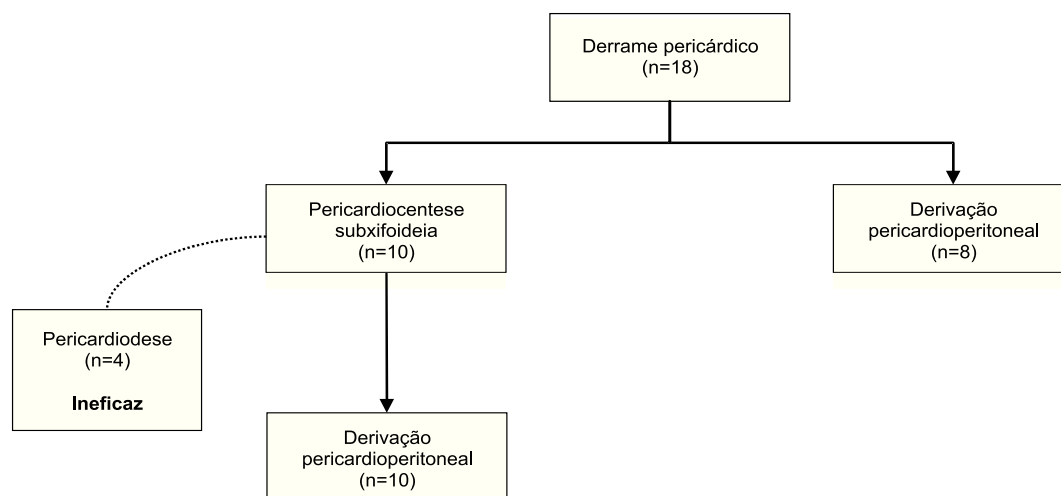 Derrame pericárdico
(n=18)
Pericardiocentese
subxifoideia
(n=10)
Derivação
pericardioperitoneal
(n=8)
Pericardiodese
(n=4)
Ineficaz
Derivação
pericardioperitoneal
(n=10)